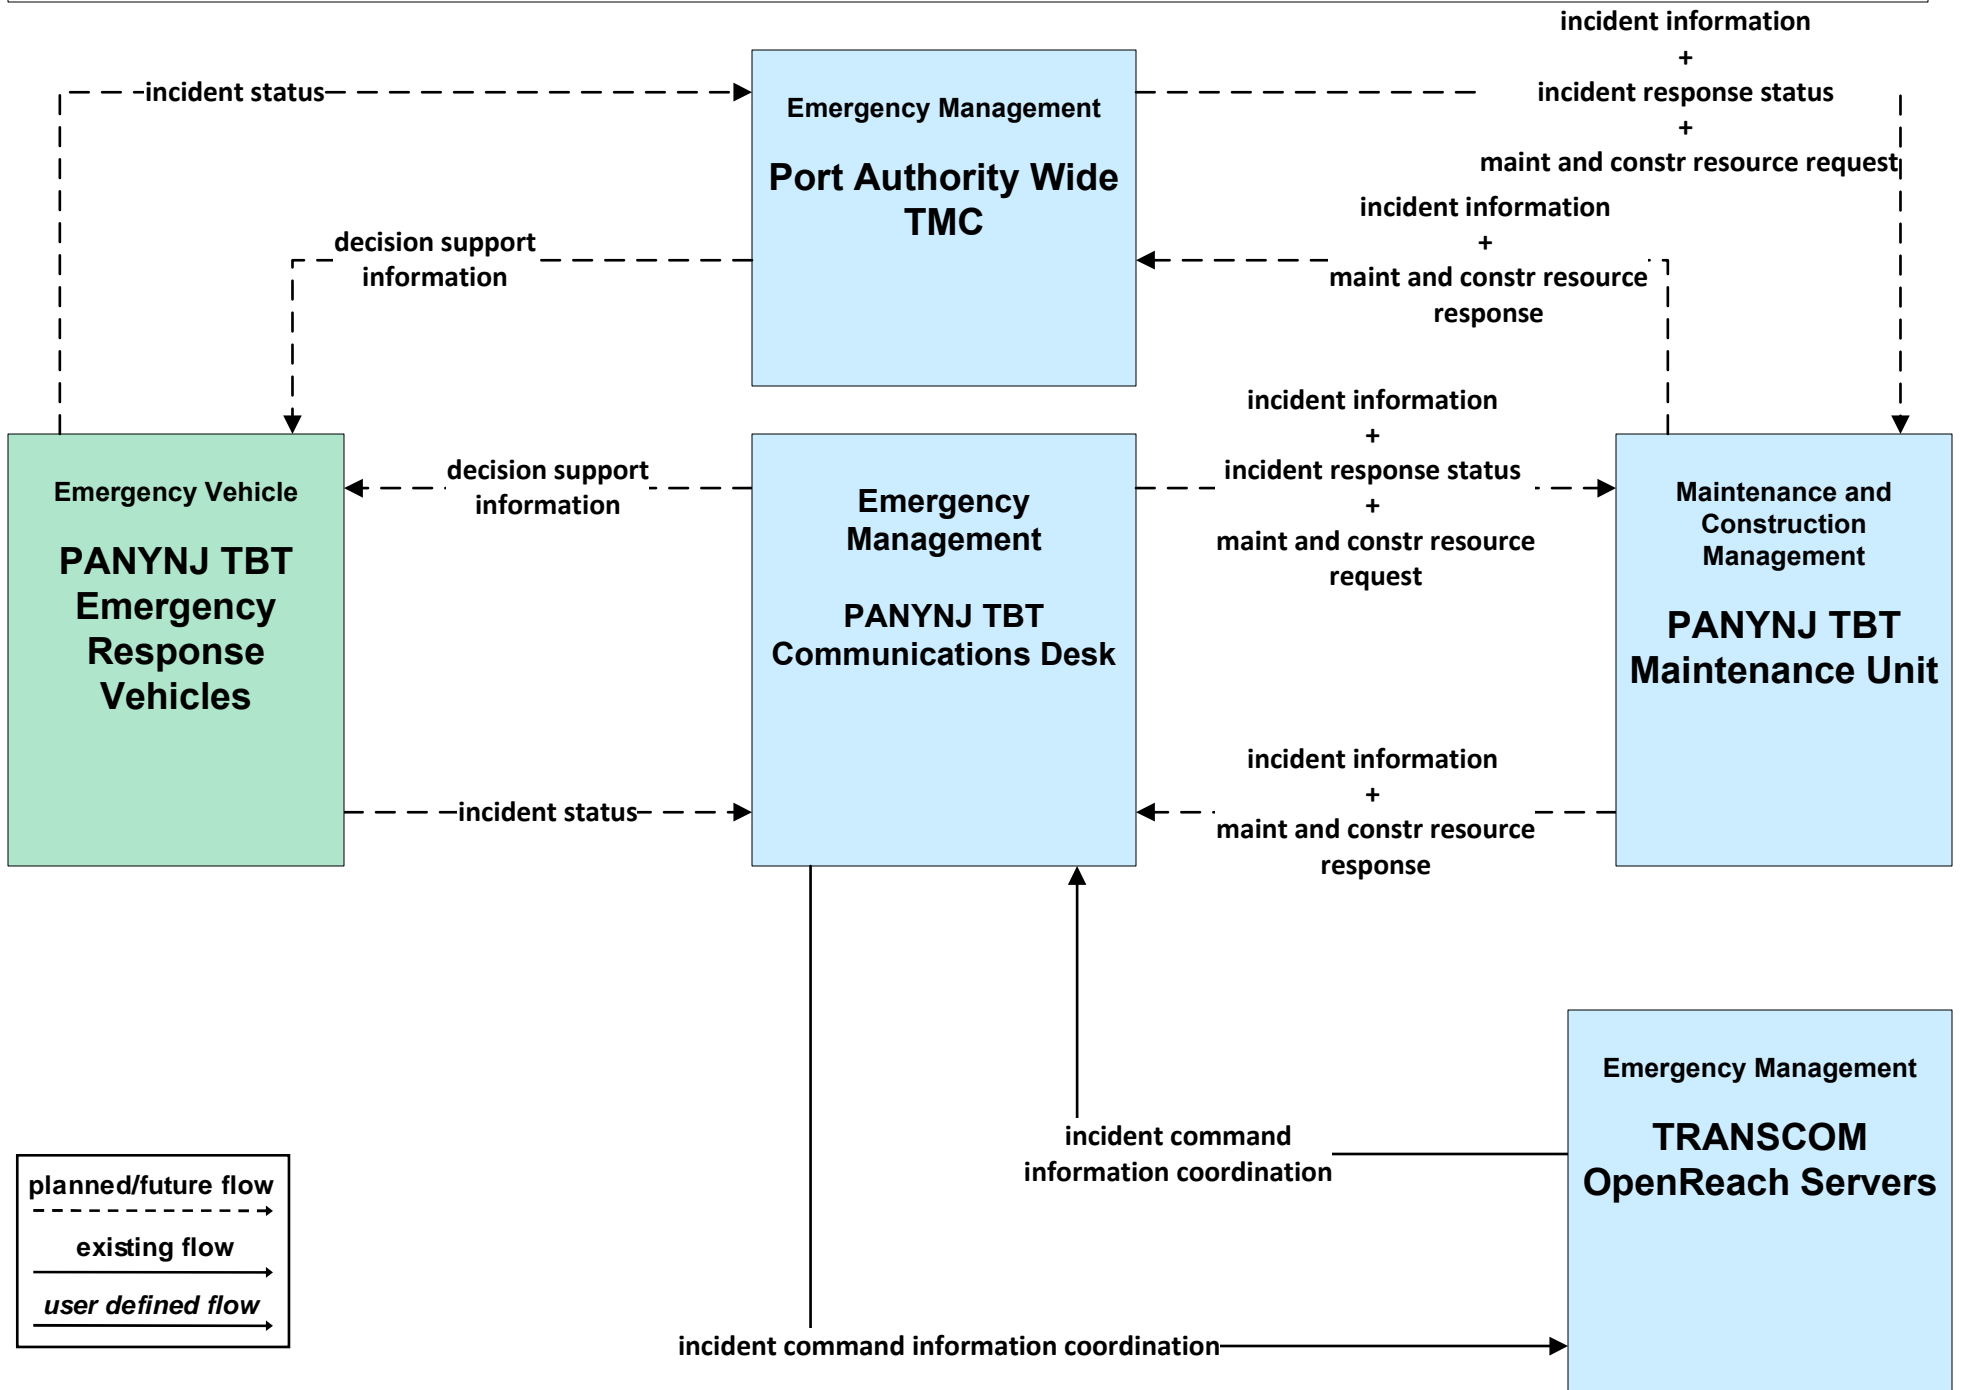 incident information
+
incident response status
+
maint and constr resource request
incident status
Emergency Management
Port Authority Wide
TMC
decision support
information
incident information
+
maint and constr resource
response
Emergency Vehicle
PANYNJ TBT
Emergency
Response
Vehicles
decision support
information
Emergency
Management
PANYNJ TBT
Communications Desk
incident information
+
incident response status
+
maint and constr resource
request
Maintenance and
Construction
Management
PANYNJ TBT
Maintenance Unit
incident status
incident information
+
maint and constr resource
response
incident command
information coordination
Emergency Management
TRANSCOM
OpenReach Servers
planned/future flow
existing flow
user defined flow
incident command information coordination